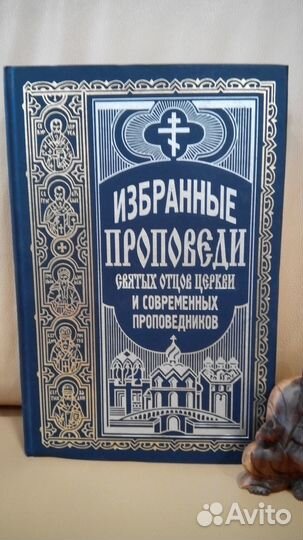 ИЗБРАННЫЕ
ПРОПОВЕДИ
СВЯТЫХ ОТЦОВ ЦЕРКВИ
И СОВРЕМЕННЫХ
ПРОПОВЕДНИКОВ
Avito